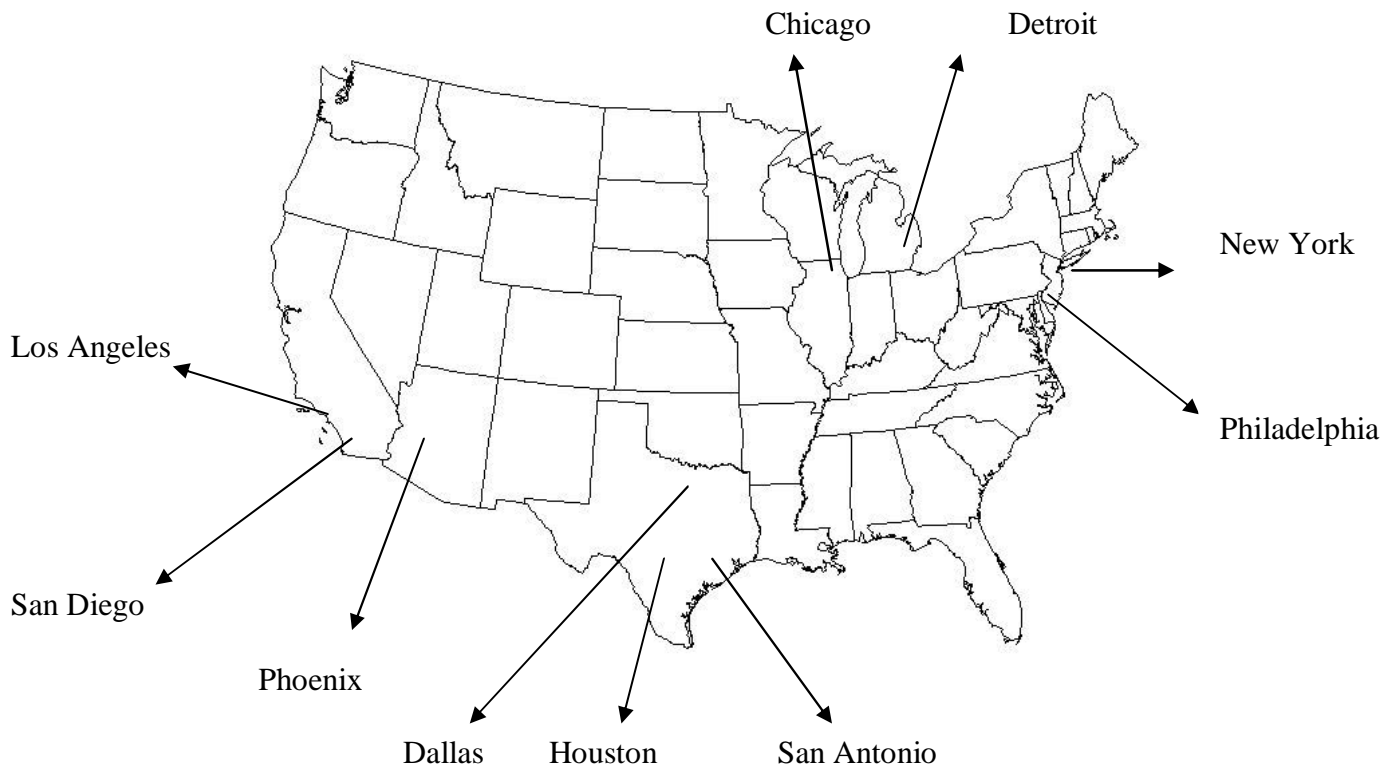 Chicago
Detroit
New York
Los Angeles
Philadelphia
San Diego
Phoenix
Dallas
Houston
San Antonio